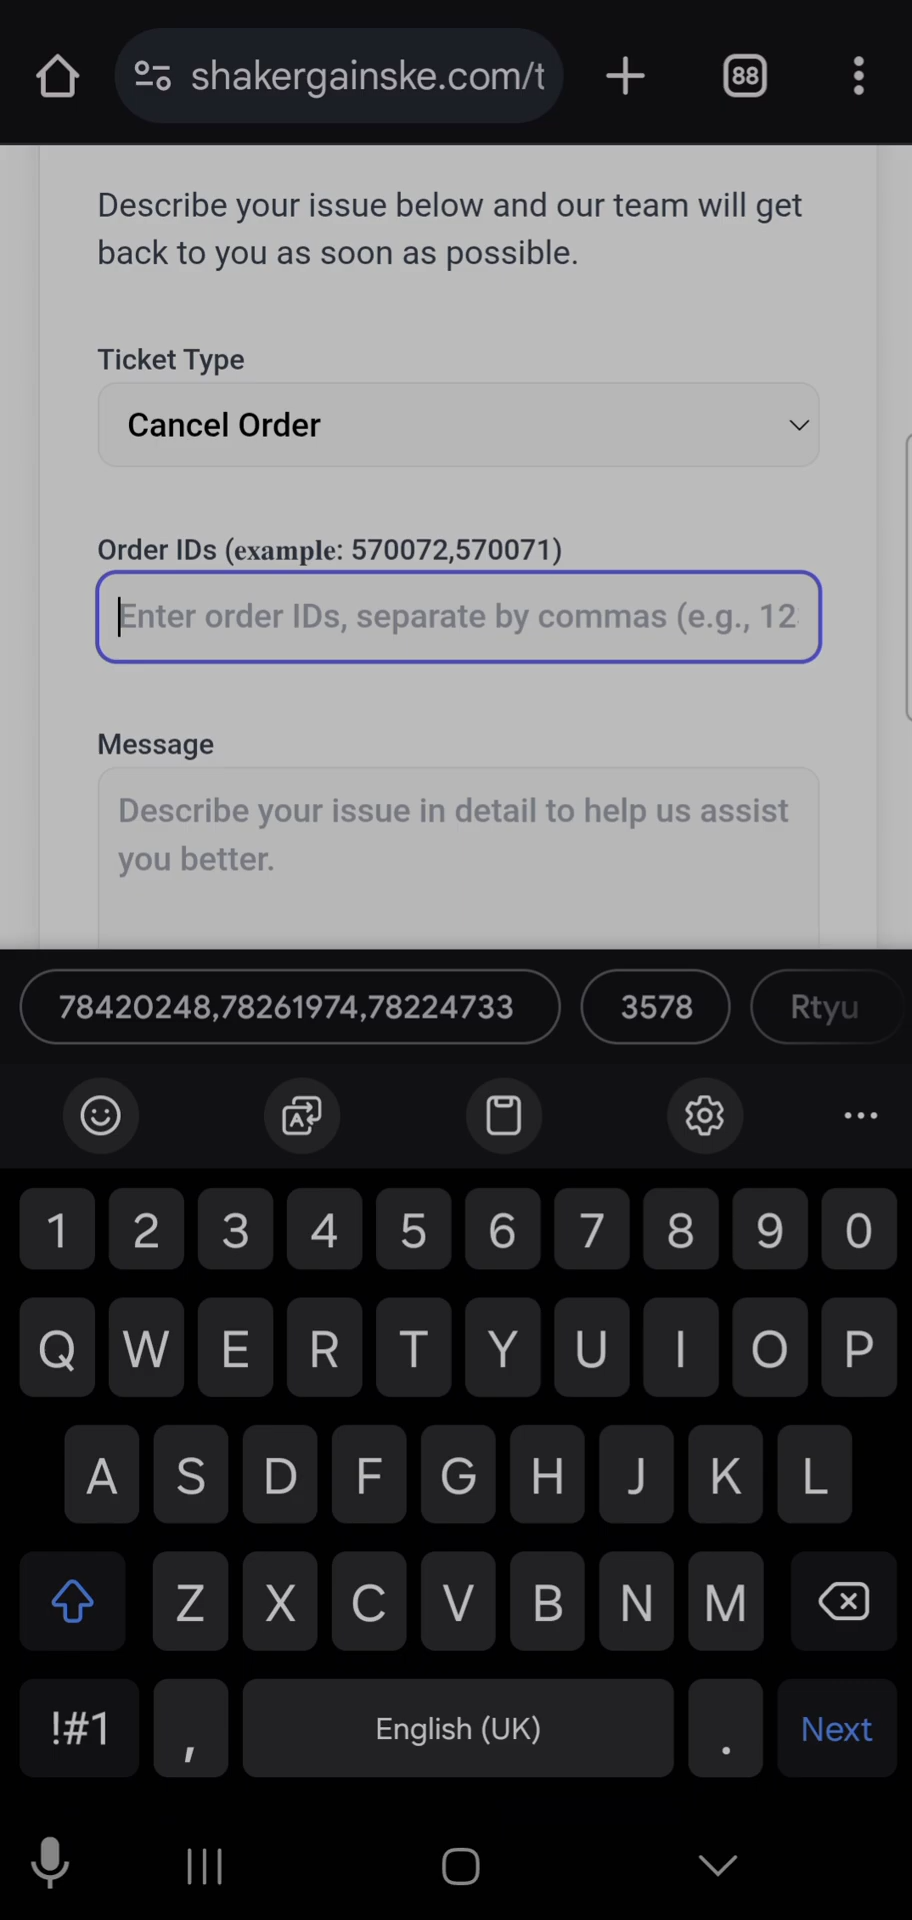 shakergainske.com/t
88
Describe your issue below and our team will get
back to you as soon as possible.
Ticket Type
Cancel Order
Order IDs (example: 570072,570071)
Enter order IDs, separate by commas (e.g., 12
Message
Describe your issue in detail to help us assist
you better.
78420248,78261974,78224733
3578
Rtyu
1 2 3 4 5 6 7 8 9 0
Q W E R T Y U I O P
A S D F G H J K L
Z X C V B N M
!#1 , English (UK) . Next